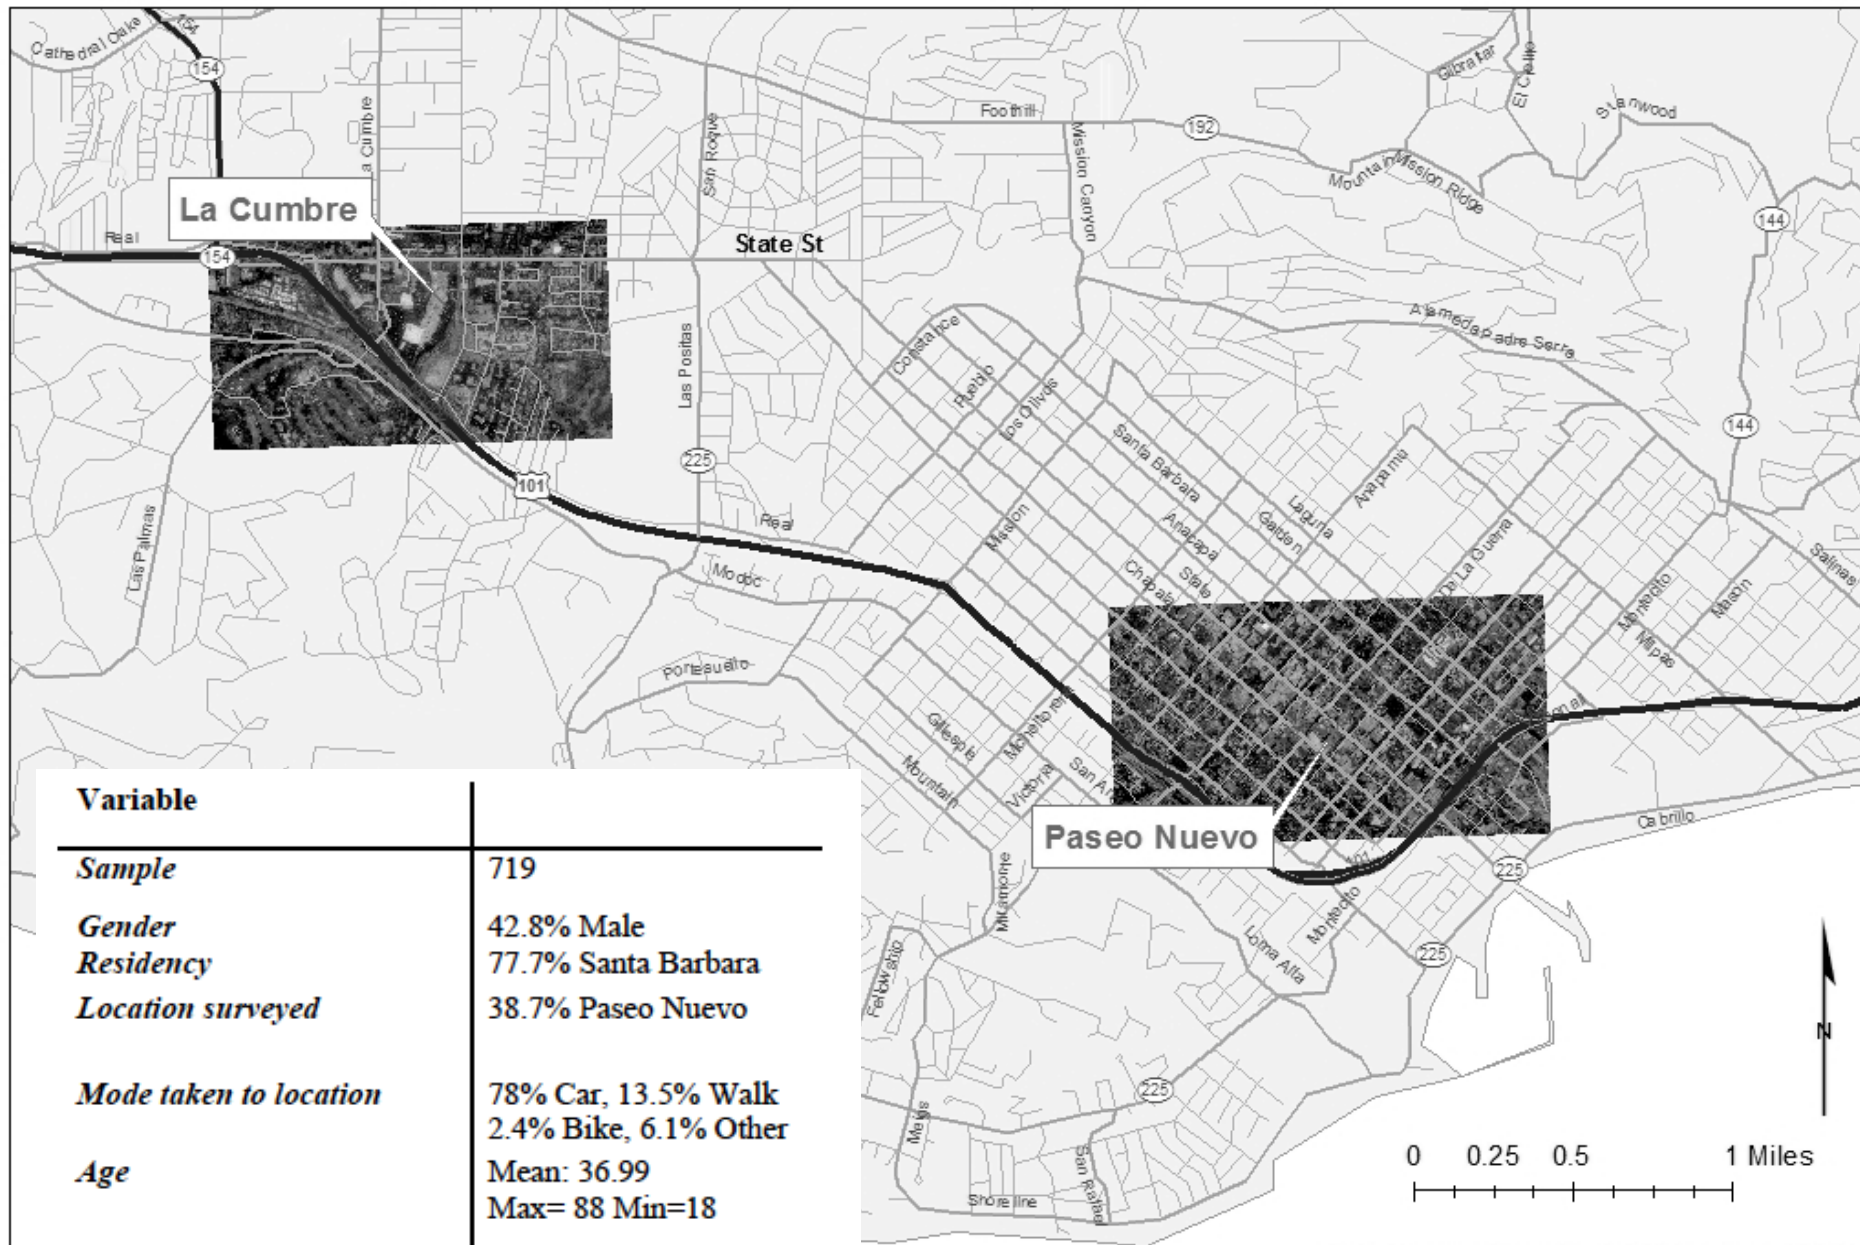 Cathedral Oaks
154
154
a Cumbre
San Roque
Foothill
192
Mission Canyon
Gibraltar
El Cielito
Stanwood
Mountain
Mission Ridge
144
La Cumbre
Real
154
State St
Las Positas
Constance
Pueblo
Los Olivos
Alameda Padre Serra
144
225
101
Las Palmas
Real
Modoc
Mission
Santa Barbara
Anacapa
State
Chapala
Laguna
Garden
Anapamu
De La Guerra
Salinas
Montecito
Mason
Milpas
Portesuello
Gillespie
Mountain
Victoria
Paseo Nuevo
101
Cabrillo
225
Miramonte
Montecito
Loma Alta
225
Fellowship
225
Meigs
San Rafael
Shoreline
N
0 0.25 0.5 1 Miles
Variable
Sample 719
Gender 42.8% Male
Residency 77.7% Santa Barbara
Location surveyed 38.7% Paseo Nuevo
Mode taken to location 78% Car, 13.5% Walk
2.4% Bike, 6.1% Other
Age Mean: 36.99
Max= 88 Min=18